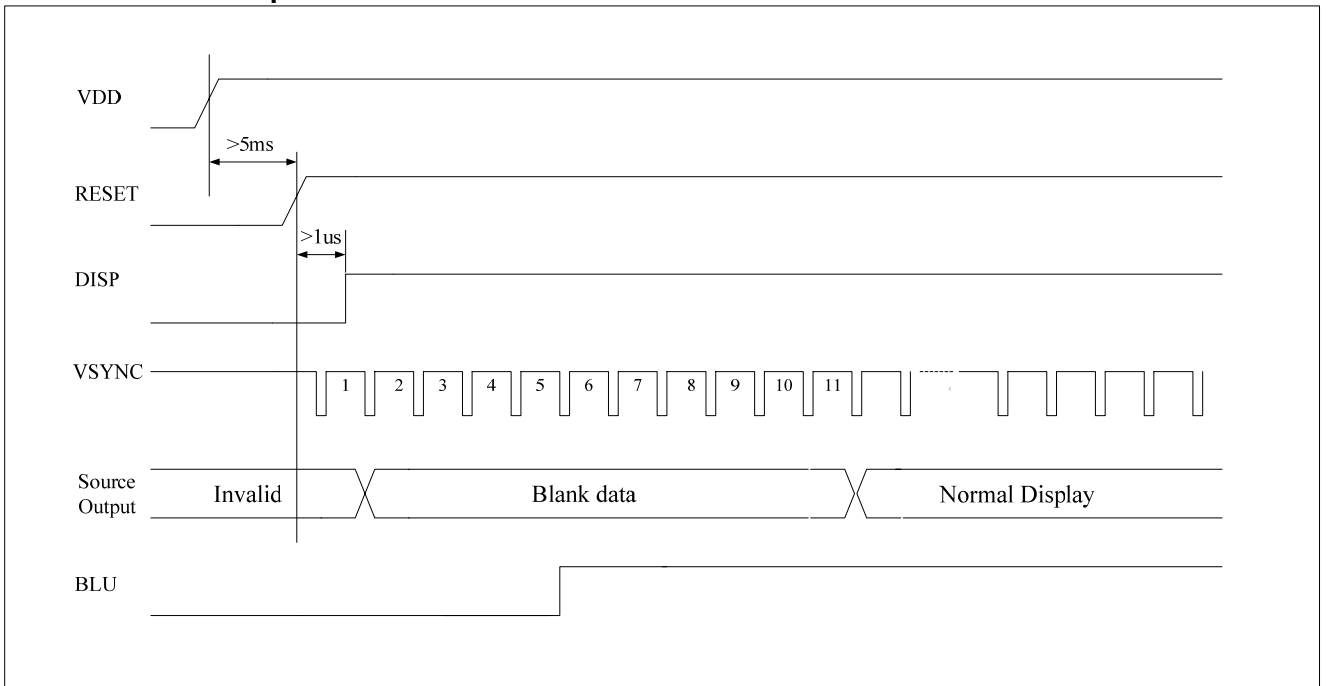 VDD
>5ms
RESET
>1us
DISP
VSYNC 1 2 3 4 5 6 7 8 9 10 11
Source
Output
Invalid Blank data Normal Display
BLU